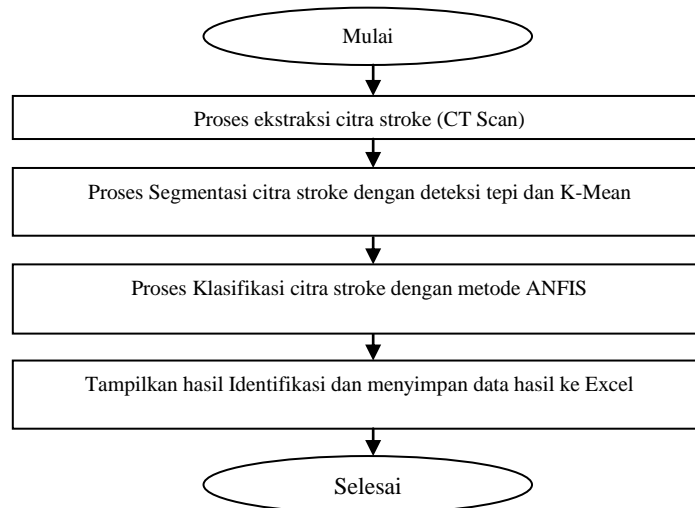 Mulai
Proses ekstraksi citra stroke (CT Scan)
Proses Segmentasi citra stroke dengan deteksi tepi dan K-Mean
Proses Klasifikasi citra stroke dengan metode ANFIS
Tampilkan hasil Identifikasi dan menyimpan data hasil ke Excel
Selesai